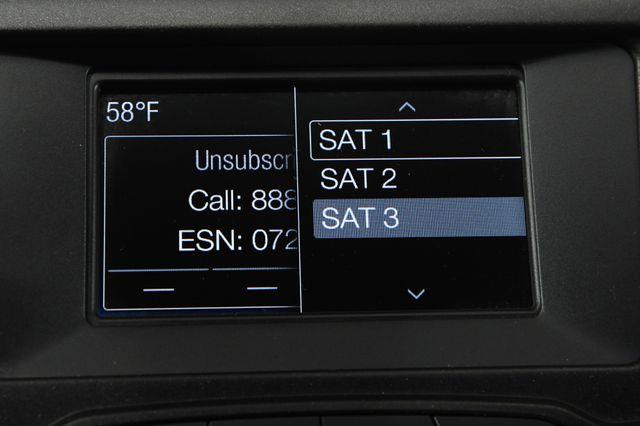 58°F
Unsubscr
Call: 888
ESN: 072
SAT 1
SAT 2
SAT 3